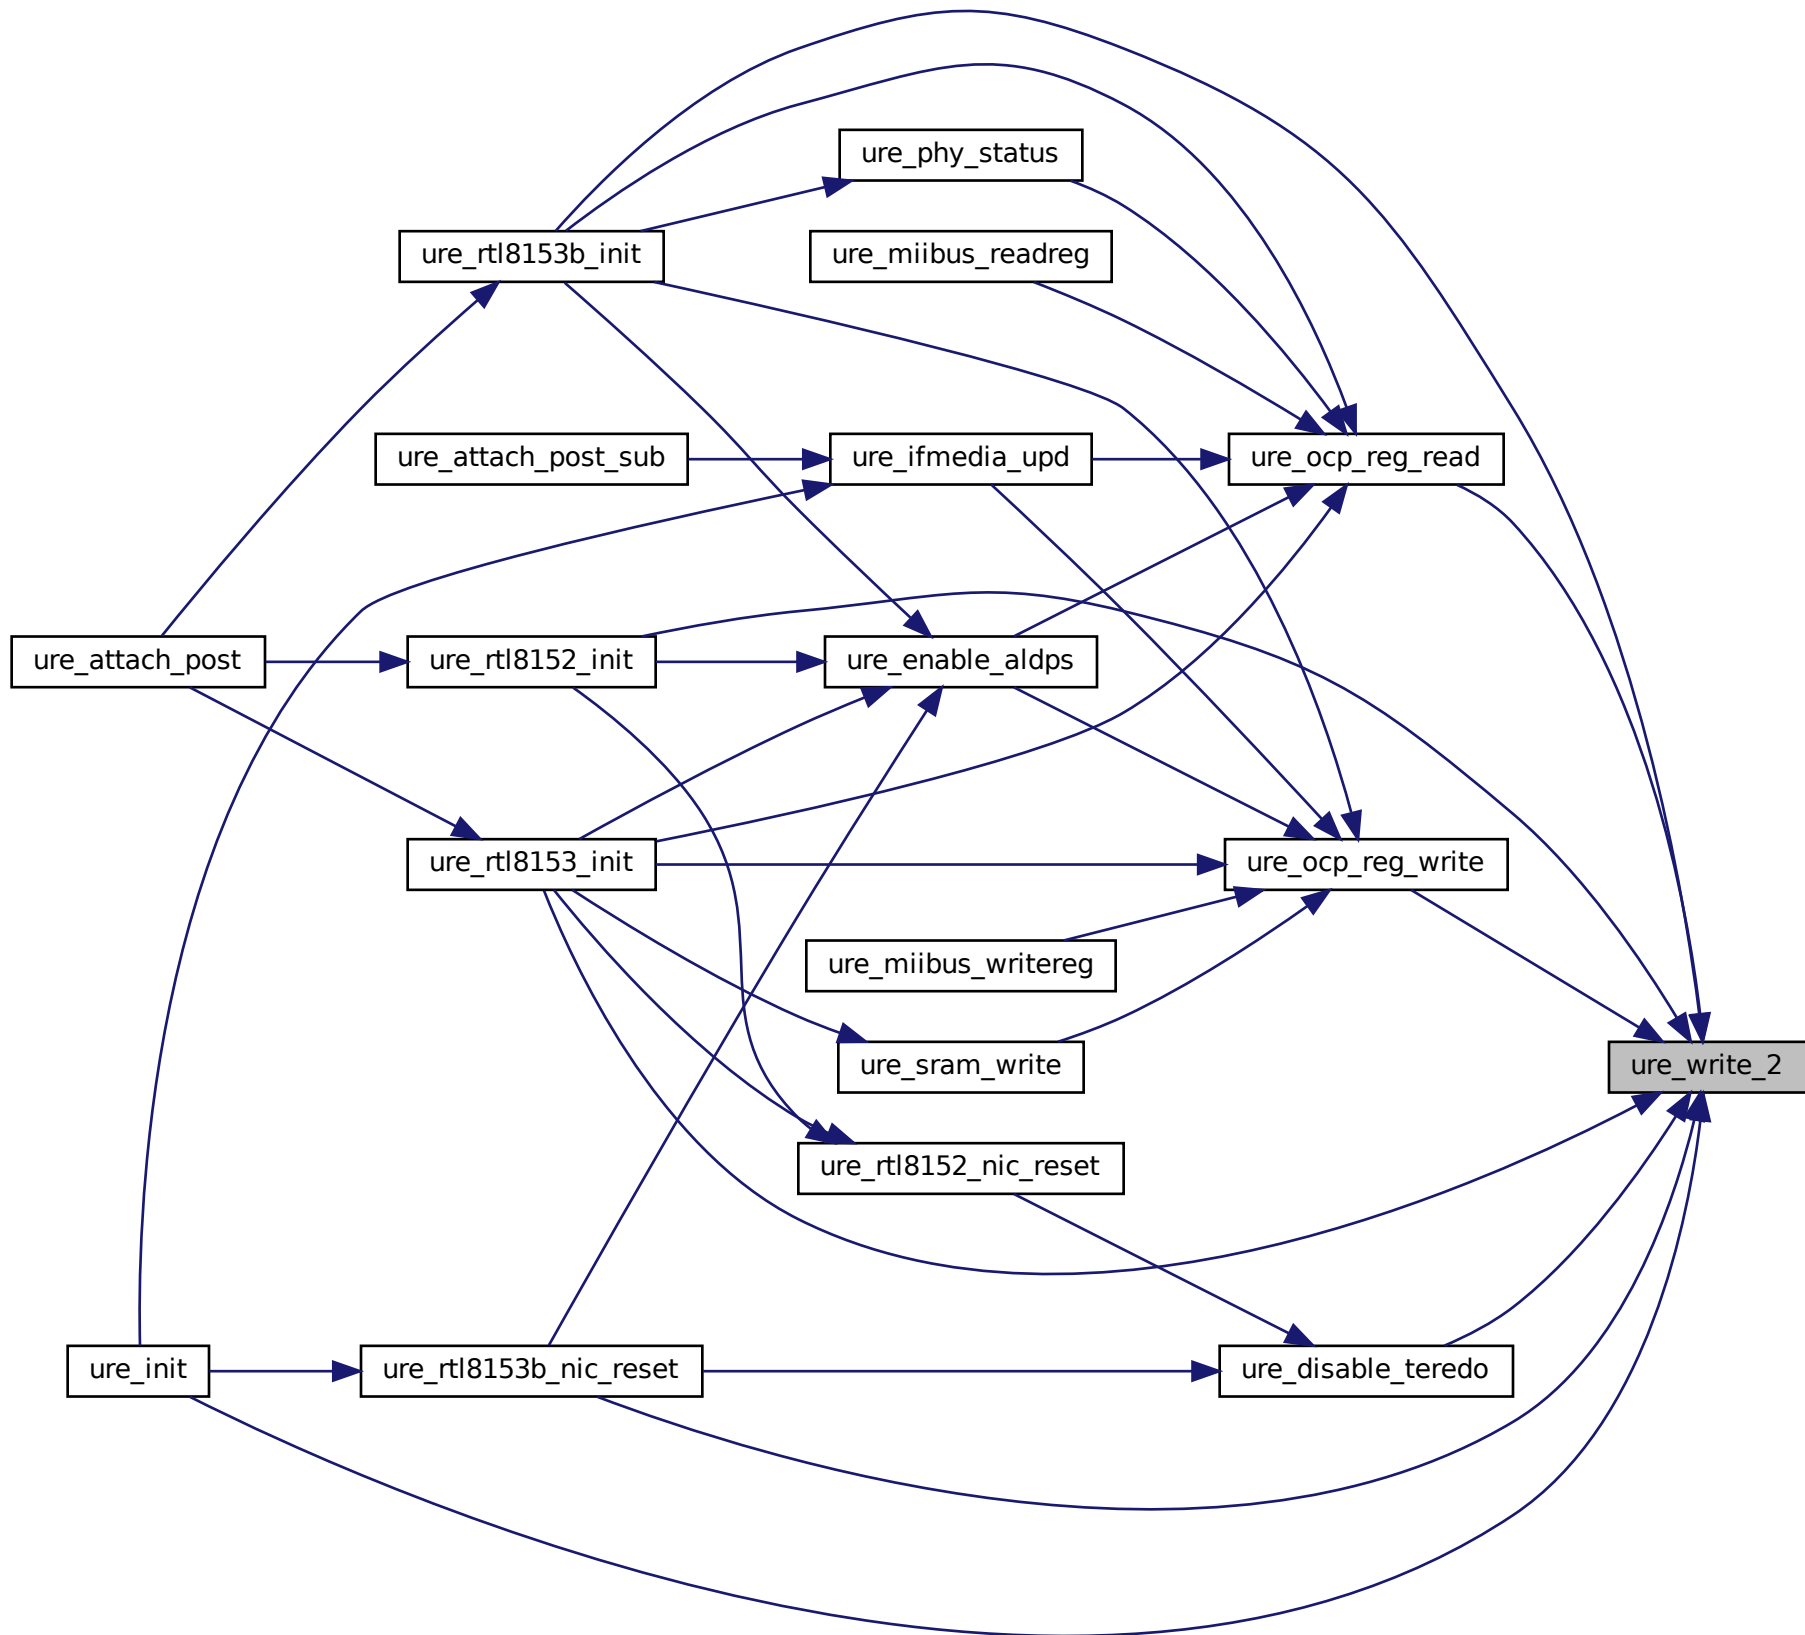 ure_phy_status
ure_rtl8153b_init
ure_miibus_readreg
ure_attach_post_sub
ure_ifmedia_upd
ure_ocp_reg_read
ure_attach_post
ure_rtl8152_init
ure_enable_aldps
ure_rtl8153_init
ure_ocp_reg_write
ure_miibus_writereg
ure_sram_write
ure_write_2
ure_rtl8152_nic_reset
ure_init
ure_rtl8153b_nic_reset
ure_disable_teredo